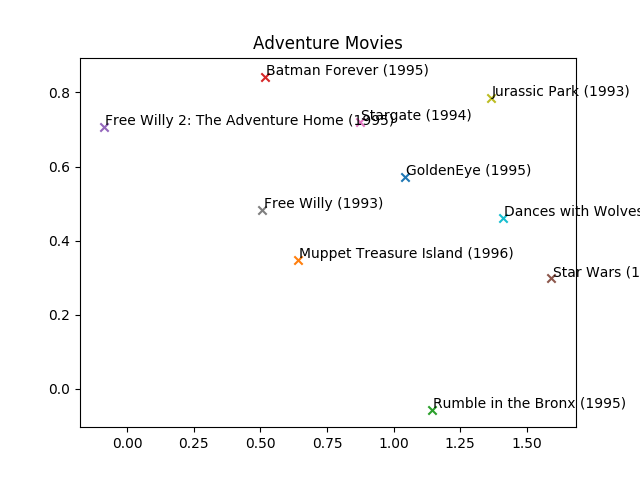 Adventure Movies
Batman Forever (1995)
Jurassic Park (1993)
Stargate (1994)
Free Willy 2: The Adventure Home (1995)
GoldenEye (1995)
Free Willy (1993)
Dances with Wolves
Muppet Treasure Island (1996)
Star Wars (1
Rumble in the Bronx (1995)
0.8
0.6
0.4
0.2
0.0
0.00 0.25 0.50 0.75 1.00 1.25 1.50